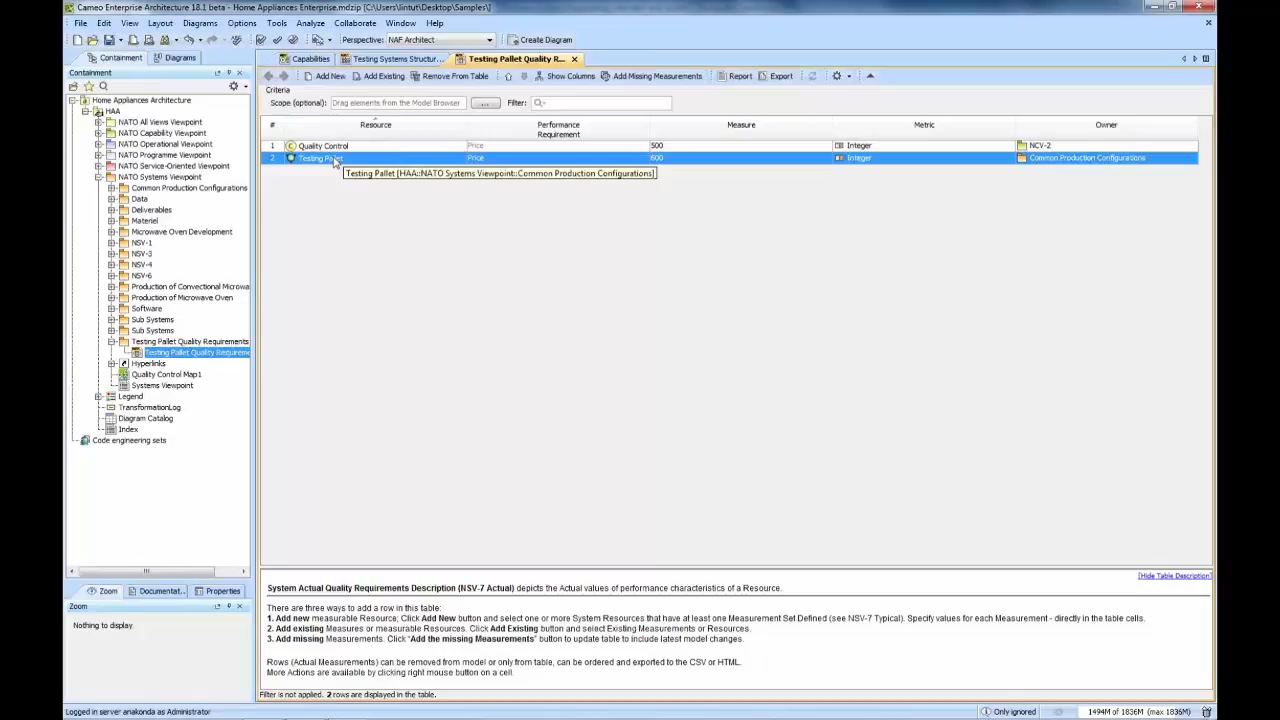 Cameo Enterprise Architecture 18.1 beta - Home Appliances Enterprise.mdzip [C:\Users\lintut\Desktop\Samples\]
File Edit View Layout Diagrams Options Tools Analyze Collaborate Window Help
Perspective: NAF Architect Create Diagram
Containment Diagrams
Capabilities Testing Systems Structur... Testing Pallet Quality R...
Containment
Add New Add Existing Remove From Table Show Columns Add Missing Measurements Report Export
Criteria
Scope (optional): Drag elements from the Model Browser ... Filter:
# Resource Performance Requirement Measure Metric Owner
1 Quality Control Price 500 Integer NCV-2
2 Testing Pallet Price 600 Integer Common Production Configurations
Testing Pallet [HAA::NATO Systems Viewpoint::Common Production Configurations]
Home Appliances Architecture
HAA
NATO All Views Viewpoint
NATO Capability Viewpoint
NATO Operational Viewpoint
NATO Programme Viewpoint
NATO Service-Oriented Viewpoint
NATO Systems Viewpoint
Common Production Configurations
Data
Deliverables
Materiel
Microwave Oven Development
NSV-1
NSV-3
NSV-4
NSV-6
Production of Convectional Microwa
Production of Microwave Oven
Software
Sub Systems
Sub Systems
Testing Pallet Quality Requirements
Testing Pallet Quality Requireme
Hyperlinks
Quality Control Map1
Systems Viewpoint
Legend
TransformationLog
Diagram Catalog
Index
Code engineering sets
Zoom Documentat... Properties
Zoom
Nothing to display
[Hide Table Description]
System Actual Quality Requirements Description (NSV-7 Actual) depicts the Actual values of performance characteristics of a Resource.
There are three ways to add a row in this table:
1. Add new measurable Resource; Click Add New button and select one or more System Resources that have at least one Measurement Set Defined (see NSV-7 Typical). Specify values for each Measurement - directly in the table cells.
2. Add existing Measures or measurable Resources. Click Add Existing button and select Existing Measurements or Resources.
3. Add missing Measurements. Click "Add the missing Measurements" button to update table to include latest model changes.
Rows (Actual Measurements) can be removed from model or only from table, can be ordered and exported to the CSV or HTML.
More Actions are available by clicking right mouse button on a cell.
Filter is not applied. 2 rows are displayed in the table.
Logged in server anakonda as Administrator Only ignored 1494M of 1836M (max 1836M)